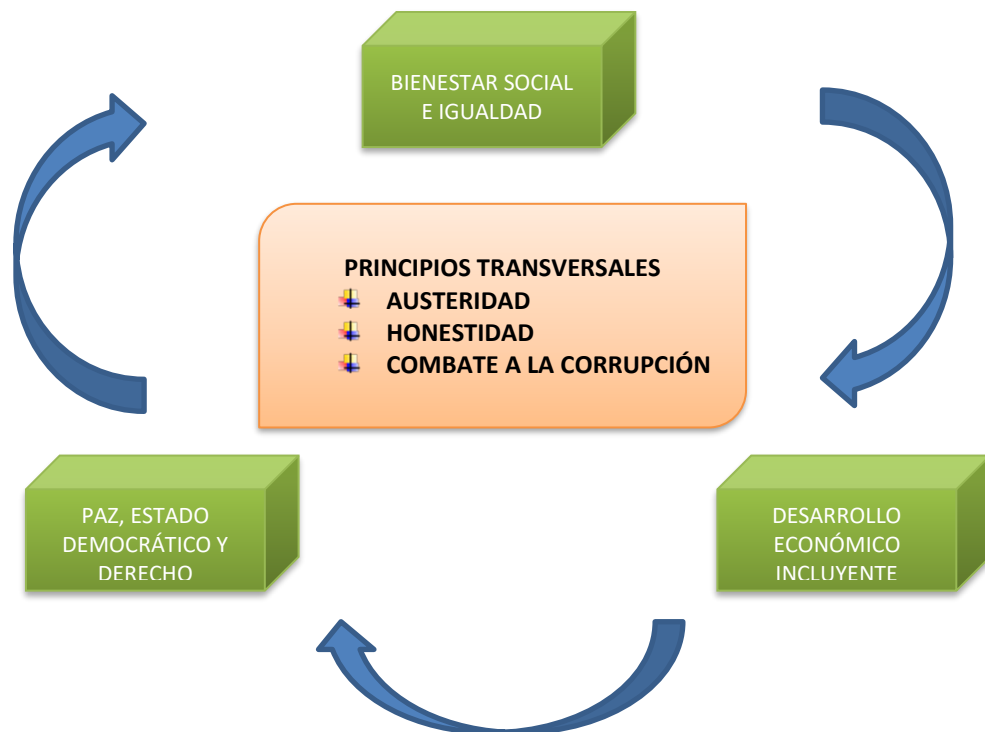 BIENESTAR SOCIAL
E IGUALDAD
PRINCIPIOS TRANSVERSALES
AUSTERIDAD
HONESTIDAD
COMBATE A LA CORRUPCIÓN
PAZ, ESTADO
DEMOCRÁTICO Y
DERECHO
DESARROLLO
ECONÓMICO
INCLUYENTE